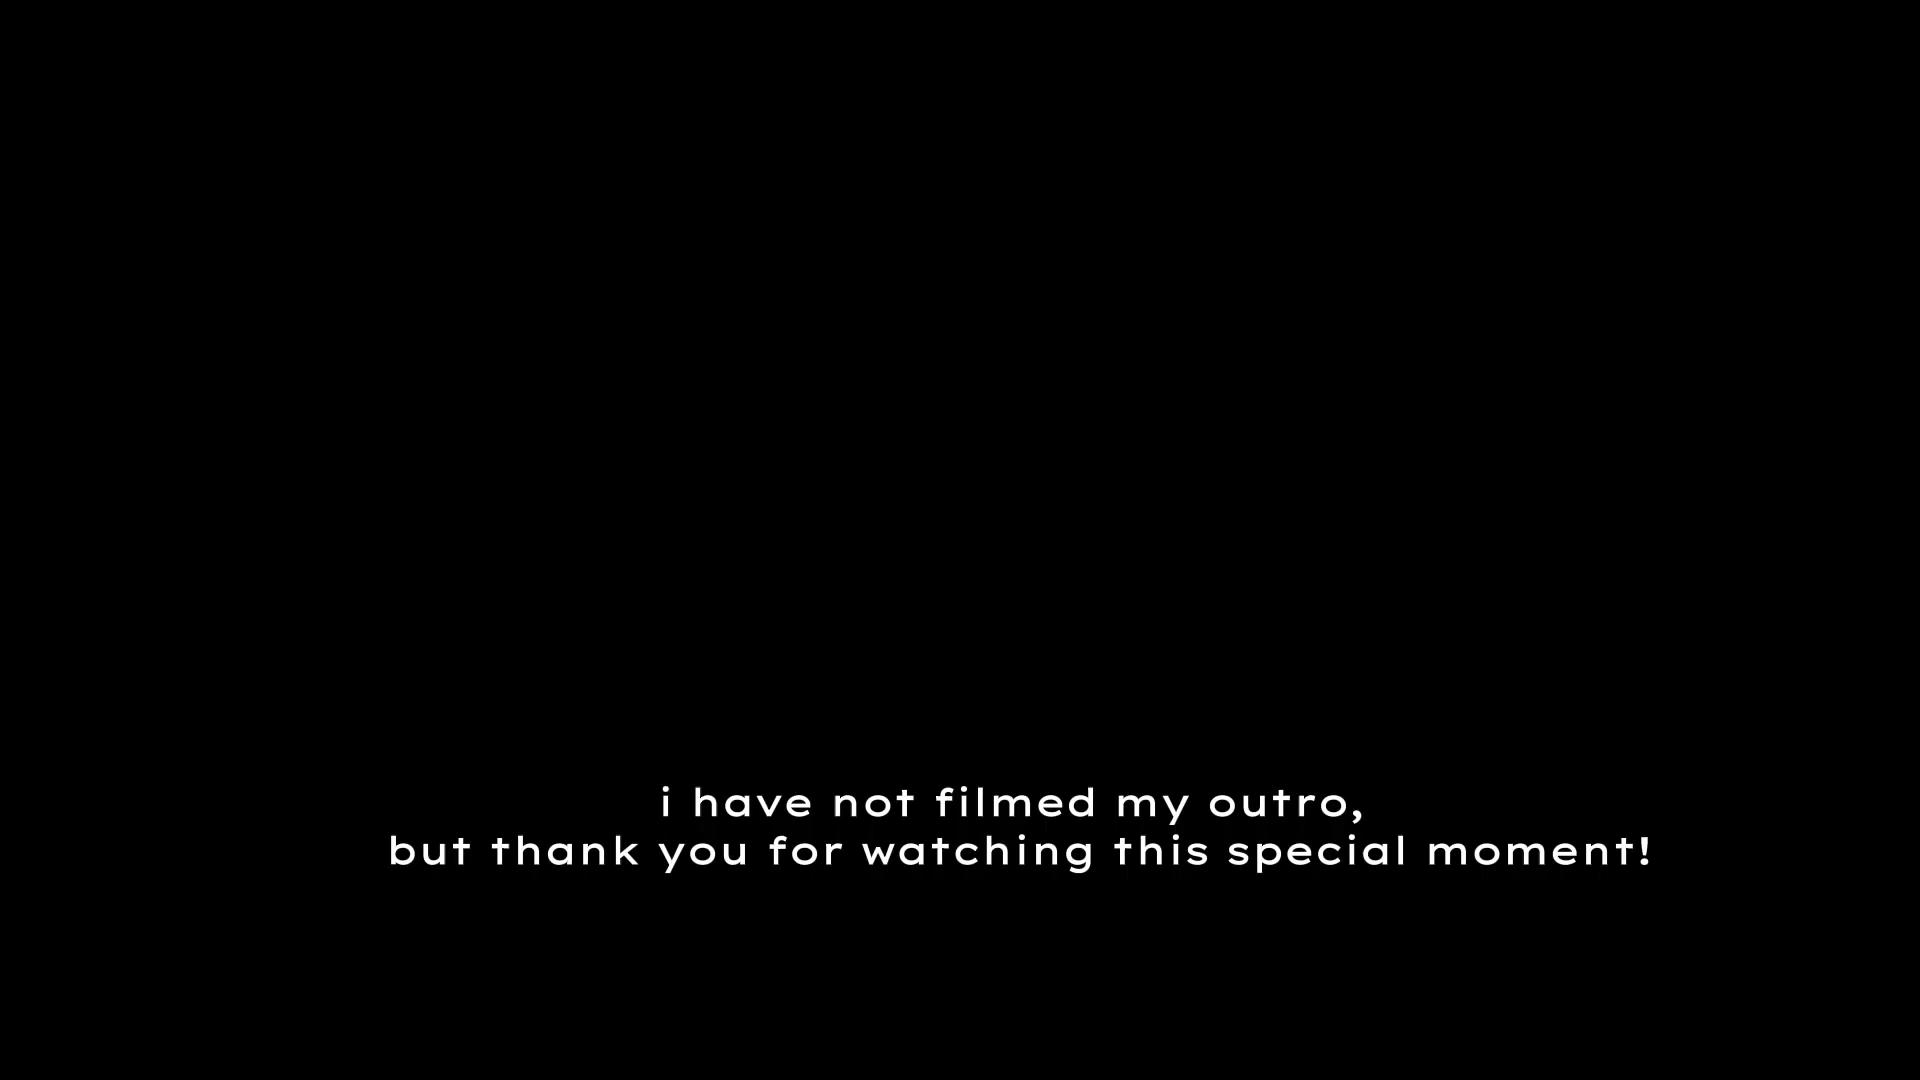 i have not filmed my outro,
but thank you for watching this special moment!